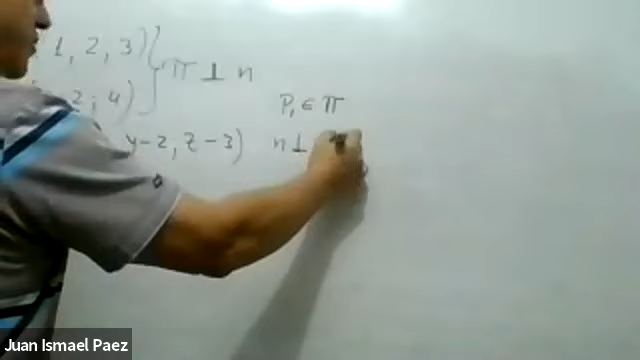 1, 2, 3)
π ⊥ n
2; 4)
P₁ ∈ π
y-2, z-3) n ⊥
Juan Ismael Paez